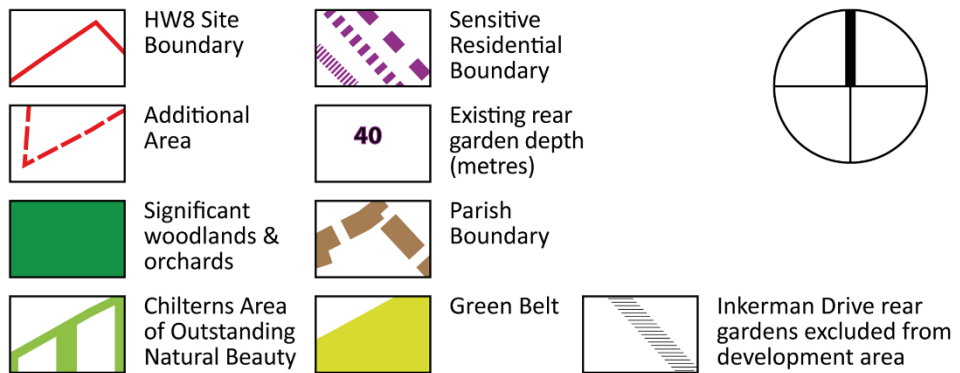 HW8 Site
Boundary
Sensitive
Residential
Boundary
Additional
Area
40
Existing rear
garden depth
(metres)
Significant
woodlands &
orchards
Parish
Boundary
Chilterns Area
of Outstanding
Natural Beauty
Green Belt
Inkerman Drive rear
gardens excluded from
development area